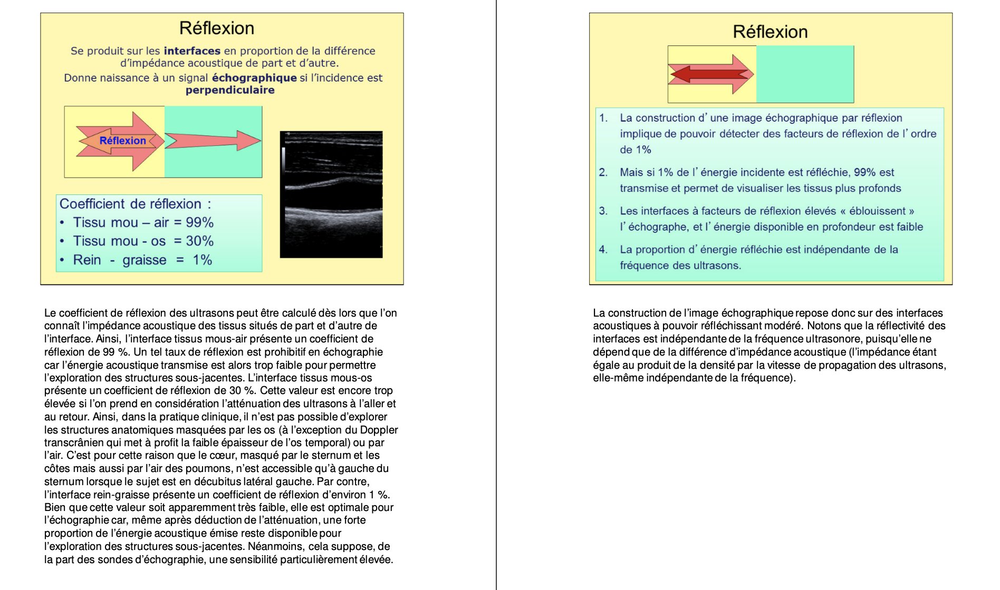 Réflexion
Se produit sur les interfaces en proportion de la différence
d’impédance acoustique de part et d’autre.
Donne naissance à un signal échographique si l’incidence est
perpendiculaire
Réflexion
Coefficient de réflexion :
• Tissu mou – air = 99%
• Tissu mou - os = 30%
• Rein - graisse = 1%
Le coefficient de réflexion des ultrasons peut être calculé dès lors que l’on
connaît l’impédance acoustique des tissus situés de part et d’autre de
l’interface. Ainsi, l’interface tissus mous-air présente un coefficient de
réflexion de 99 %. Un tel taux de réflexion est prohibitif en échographie
car l’énergie acoustique transmise est alors trop faible pour permettre
l’exploration des structures sous-jacentes. L’interface tissus mous-os
présente un coefficient de réflexion de 30 %. Cette valeur est encore trop
élevée si l’on prend en considération l’atténuation des ultrasons à l’aller et
au retour. Ainsi, dans la pratique clinique, il n’est pas possible d’explorer
les structures anatomiques masquées par les os (à l’exception du Doppler
transcrânien qui met à profit la faible épaisseur de l’os temporal) ou par
l’air. C’est pour cette raison que le cœur, masqué par le sternum et les
côtes mais aussi par l’air des poumons, n’est accessible qu’à gauche du
sternum lorsque le sujet est en décubitus latéral gauche. Par contre,
l’interface rein-graisse présente un coefficient de réflexion d’environ 1 %.
Bien que cette valeur soit apparemment très faible, elle est optimale pour
l’échographie car, même après déduction de l’atténuation, une forte
proportion de l’énergie acoustique émise reste disponible pour
l’exploration des structures sous-jacentes. Néanmoins, cela suppose, de
la part des sondes d’échographie, une sensibilité particulièrement élevée.
Réflexion
1. La construction d’une image échographique par réflexion
implique de pouvoir détecter des facteurs de réflexion de l’ordre
de 1%
2. Mais si 1% de l’énergie incidente est réfléchie, 99% est
transmise et permet de visualiser les tissus plus profonds
3. Les interfaces à facteurs de réflexion élevés « éblouissent »
l’échographe, et l’énergie disponible en profondeur est faible
4. La proportion d’énergie réfléchie est indépendante de la
fréquence des ultrasons.
La construction de l’image échographique repose donc sur des interfaces
acoustiques à pouvoir réfléchissant modéré. Notons que la réflectivité des
interfaces est indépendante de la fréquence ultrasonore, puisqu’elle ne
dépend que de la différence d’impédance acoustique (l’impédance étant
égale au produit de la densité par la vitesse de propagation des ultrasons,
elle-même indépendante de la fréquence).